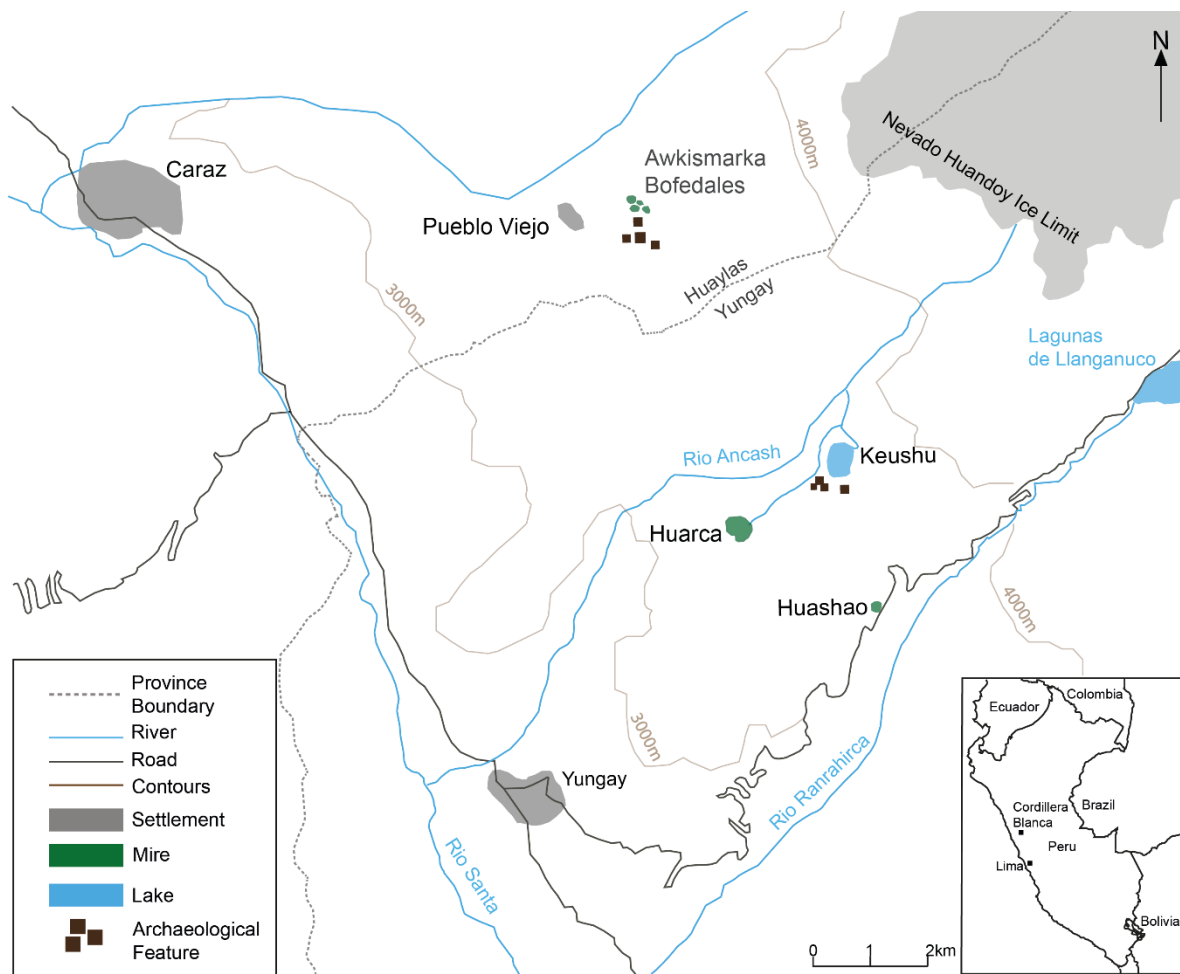 N
4000m
Nevado Huandoy Ice Limit
Caraz
Awkismarka
Bofedales
Pueblo Viejo
Huaylas
Yungay
3000m
Lagunas
de Llanganuco
Rio Ancash
Keushu
Huarca
Huashao
4000m
3000m
Rio Ranrahirca
Yungay
Rio Santa
Province
Boundary
River
Road
Contours
Settlement
Mire
Lake
Archaeological
Feature
0 1 2km
Colombia
Ecuador
Cordillera
Blanca
Brazil
Peru
Lima
Bolivia